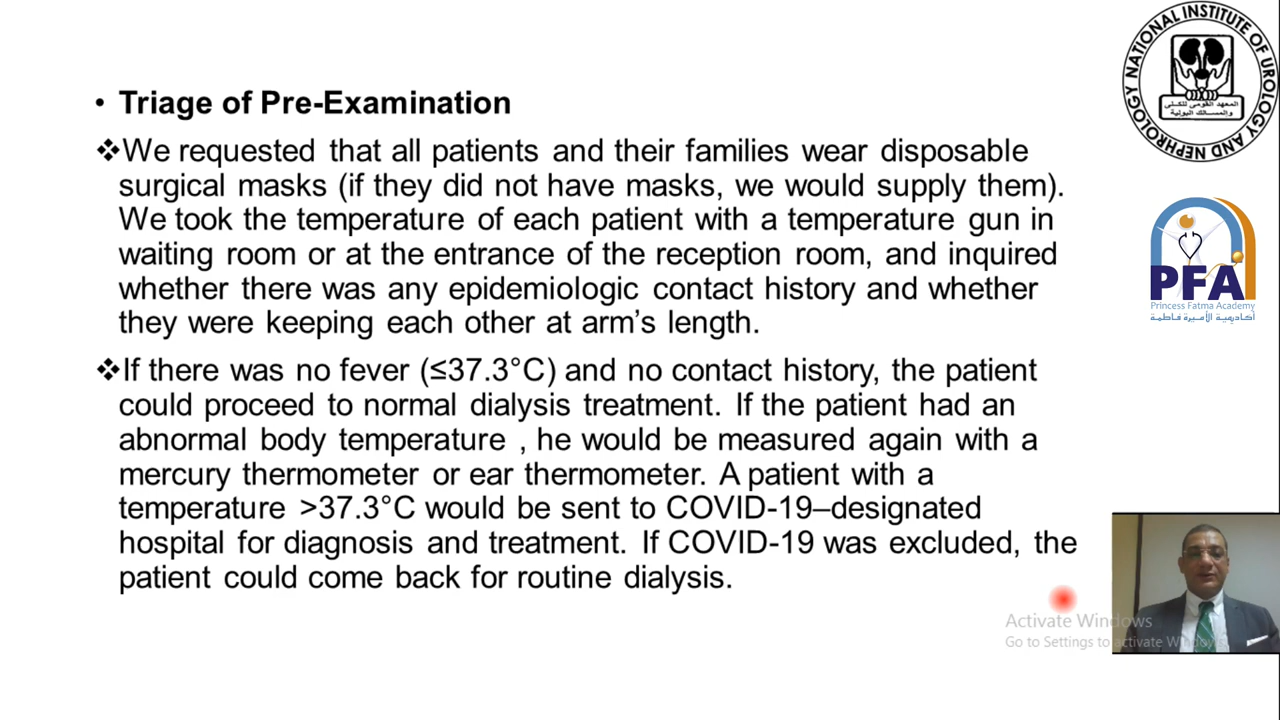 • Triage of Pre-Examination
❖We requested that all patients and their families wear disposable
surgical masks (if they did not have masks, we would supply them).
We took the temperature of each patient with a temperature gun in
waiting room or at the entrance of the reception room, and inquired
whether there was any epidemiologic contact history and whether
they were keeping each other at arm's length.
❖If there was no fever (≤37.3°C) and no contact history, the patient
could proceed to normal dialysis treatment. If the patient had an
abnormal body temperature , he would be measured again with a
mercury thermometer or ear thermometer. A patient with a
temperature >37.3°C would be sent to COVID-19–designated
hospital for diagnosis and treatment. If COVID-19 was excluded, the
patient could come back for routine dialysis.
NATIONAL INSTITUTE OF UROLOGY AND NEPHROLOGY
المعهد القومى للكلى
والمسالك البولية
PFA
Princess Fatma Academy
أكاديمية الأميرة فاطمة
Activate Windows
Go to Settings to activate Windows.